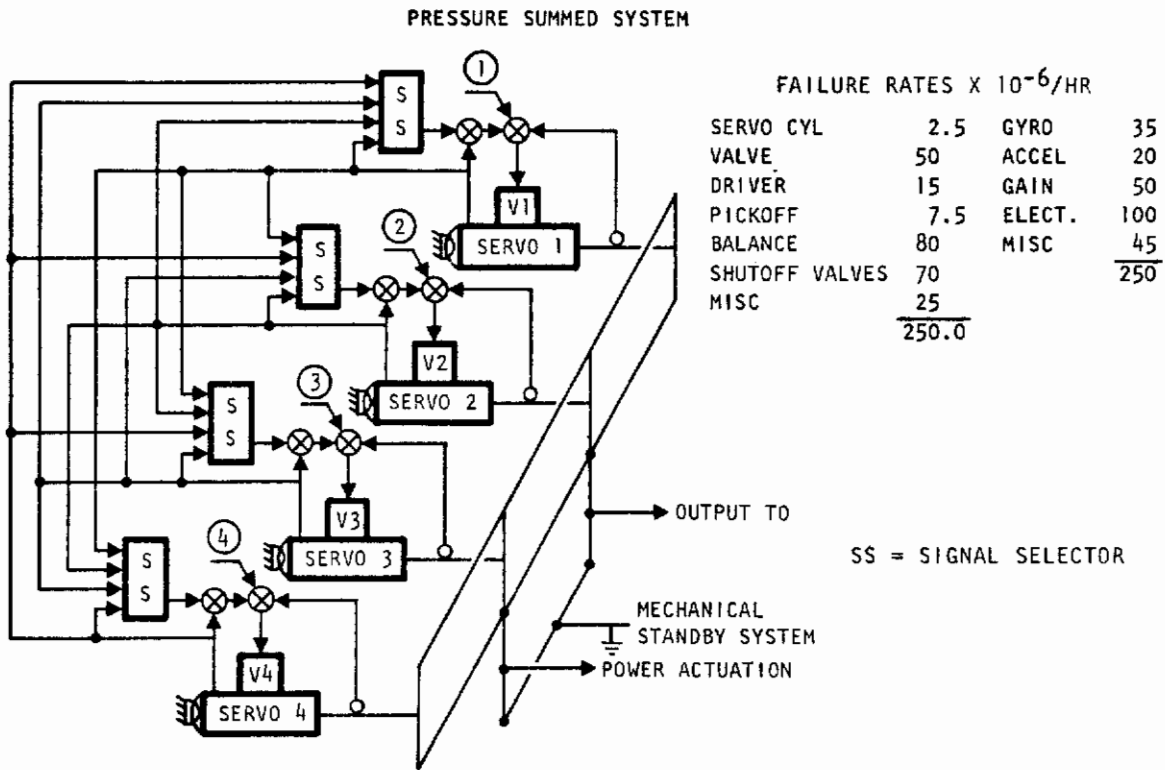 PRESSURE SUMMED SYSTEM
FAILURE RATES X 10⁻⁶/HR
SERVO CYL 2.5 GYRO 35
VALVE 50 ACCEL 20
DRIVER 15 GAIN 50
PICKOFF 7.5 ELECT. 100
BALANCE 80 MISC 45
SHUTOFF VALVES 70 250
MISC 25
250.0
1
S
S
V1
SERVO 1
2
S
S
V2
SERVO 2
3
S
S
V3
SERVO 3
4
S
S
V4
SERVO 4
OUTPUT TO
SS = SIGNAL SELECTOR
MECHANICAL
STANDBY SYSTEM
POWER ACTUATION